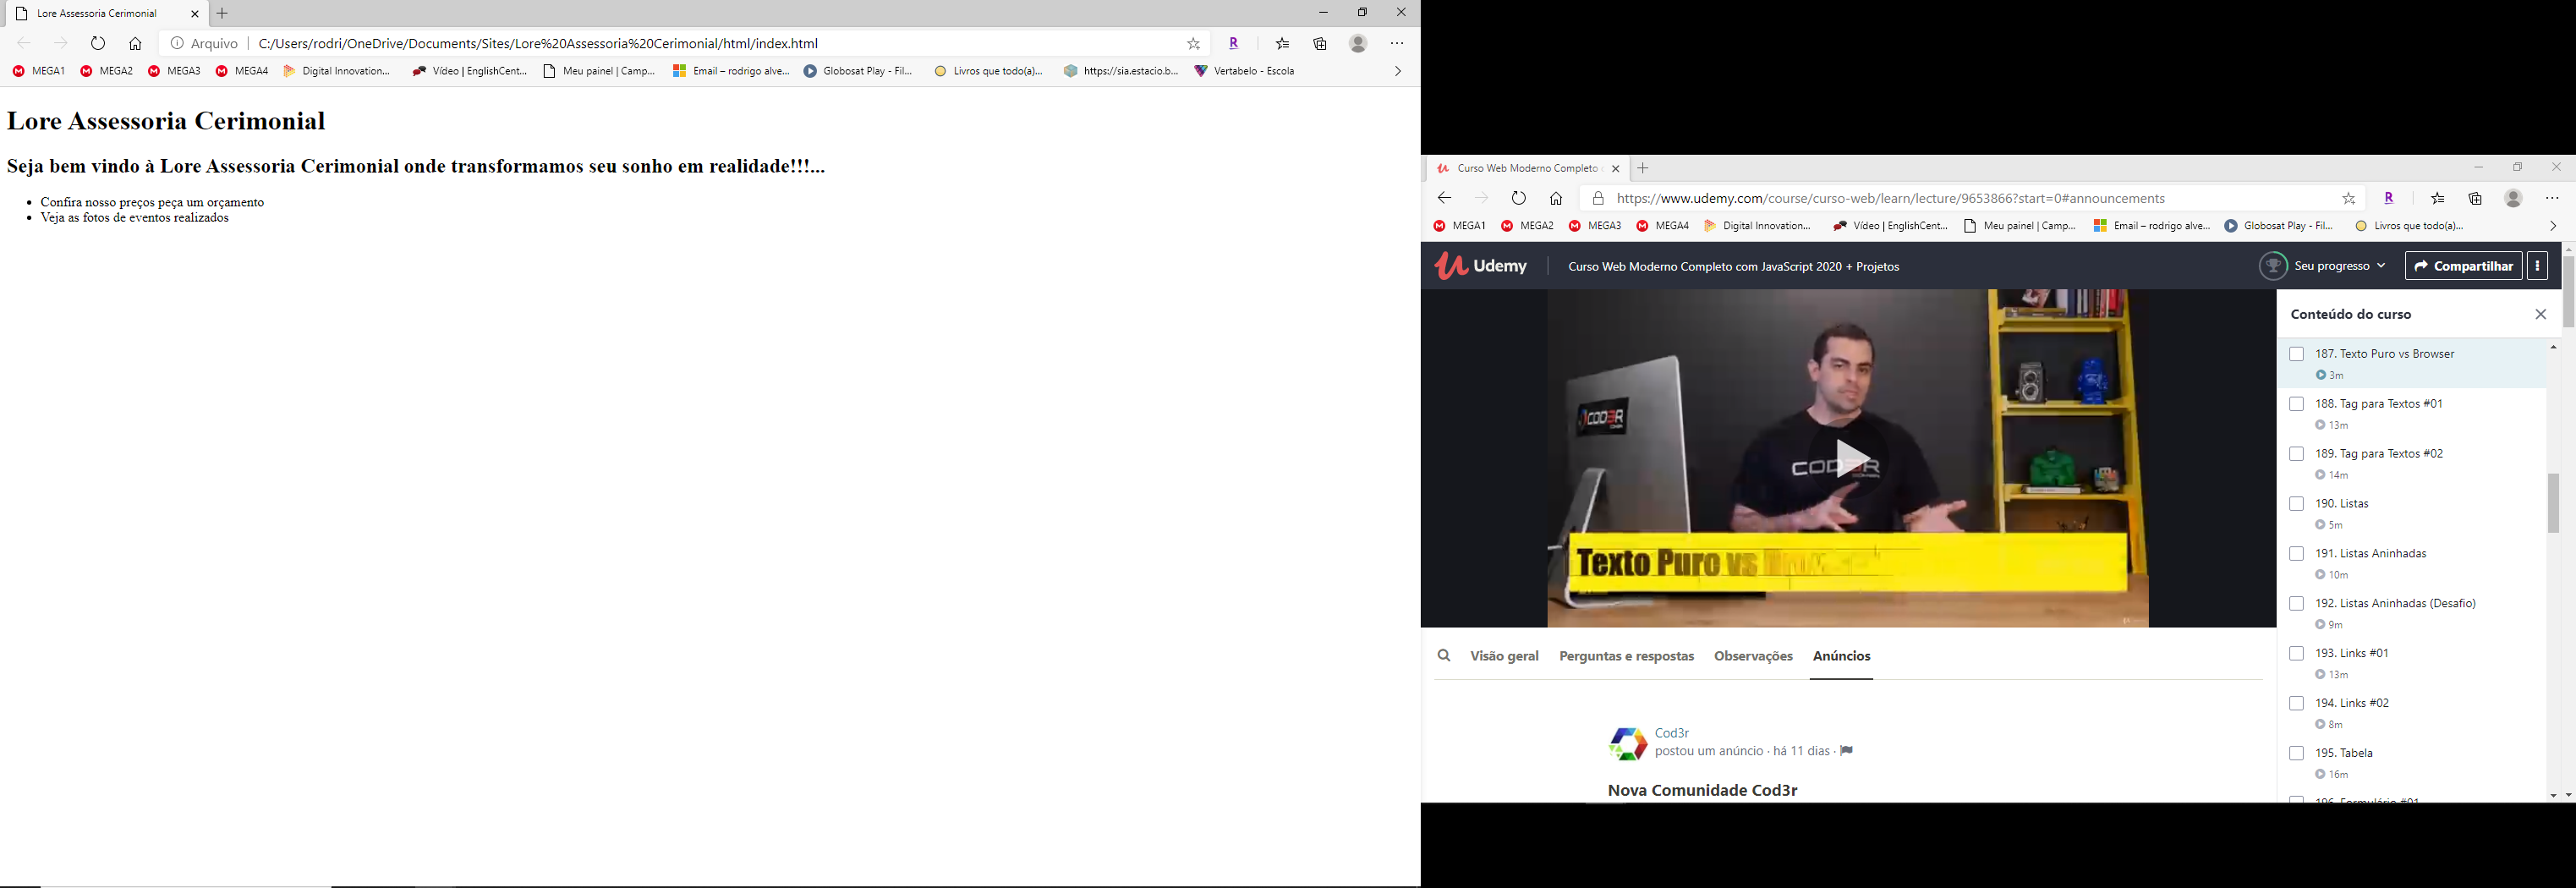 Lore Assessoria Cerimonial
Arquivo | C:/Users/rodri/OneDrive/Documents/Sites/Lore%20Assessoria%20Cerimonial/html/index.html
MEGA1 MEGA2 MEGA3 MEGA4 Digital Innovation... Vídeo | EnglishCent... Meu painel | Camp... Email – rodrigo alve... Globosat Play - Fil... Livros que todo(a)... https://sia.estacio.b... Vertabelo - Escola
Lore Assessoria Cerimonial
Seja bem vindo à Lore Assessoria Cerimonial onde transformamos seu sonho em realidade!!!...
Confira nosso preços peça um orçamento
Veja as fotos de eventos realizados
Curso Web Moderno Completo
https://www.udemy.com/course/curso-web/learn/lecture/9653866?start=0#announcements
MEGA1 MEGA2 MEGA3 MEGA4 Digital Innovation... Vídeo | EnglishCent... Meu painel | Camp... Email – rodrigo alve... Globosat Play - Fil... Livros que todo(a)...
Udemy | Curso Web Moderno Completo com JavaScript 2020 + Projetos Seu progresso Compartilhar
COD3R
COD3R
Texto Puro vs
Conteúdo do curso
187. Texto Puro vs Browser
3m
188. Tag para Textos #01
13m
189. Tag para Textos #02
14m
190. Listas
5m
191. Listas Aninhadas
10m
192. Listas Aninhadas (Desafio)
9m
193. Links #01
13m
194. Links #02
8m
195. Tabela
16m
196. Formulário #01
Visão geral Perguntas e respostas Observações Anúncios
Cod3r
postou um anúncio · há 11 dias ·
Nova Comunidade Cod3r